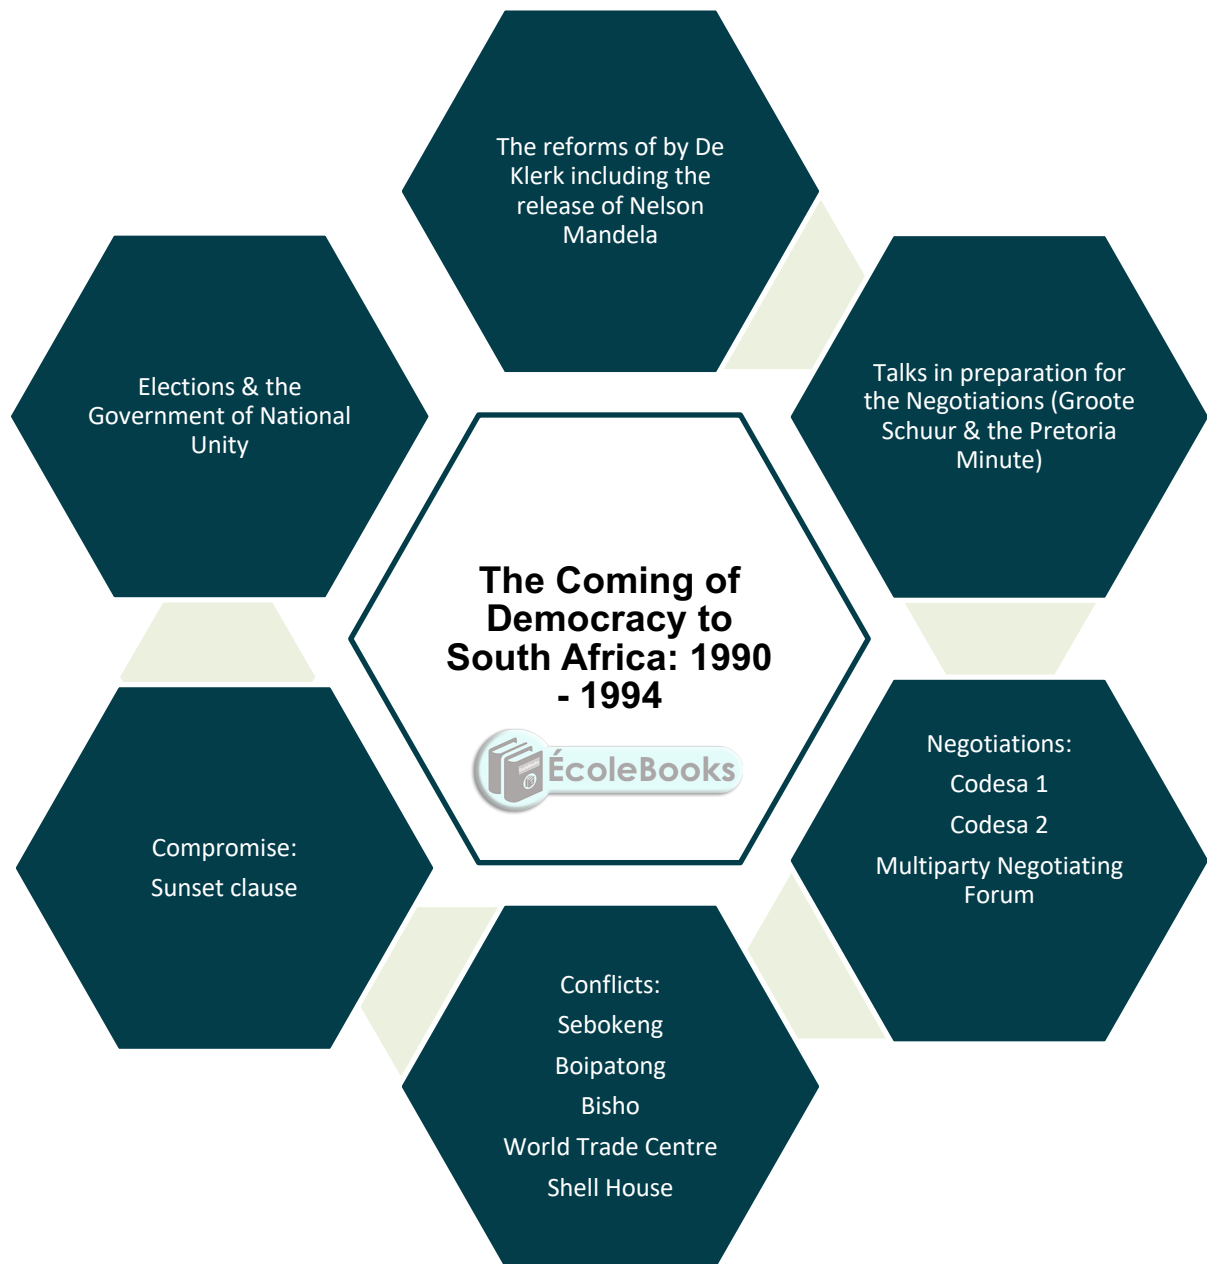 The reforms of by De
Klerk including the
release of Nelson
Mandela
Talks in preparation for
the Negotiations (Groote
Schuur & the Pretoria
Minute)
Negotiations:
Codesa 1
Codesa 2
Multiparty Negotiating
Forum
Conflicts:
Sebokeng
Boipatong
Bisho
World Trade Centre
Shell House
Compromise:
Sunset clause
Elections & the
Government of National
Unity
The Coming of
Democracy to
South Africa: 1990
- 1994
ÉcoleBooks